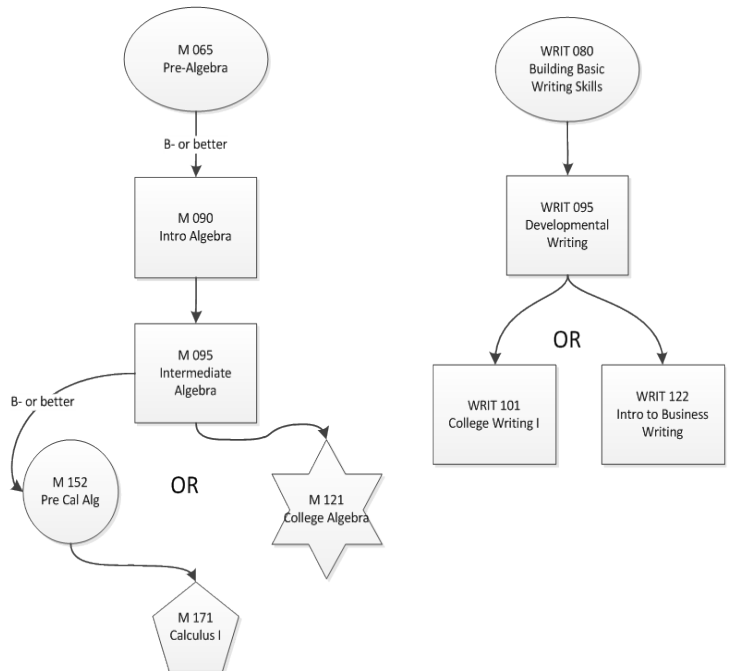 M 065
Pre-Algebra
B- or better
M 090
Intro Algebra
M 095
Intermediate
Algebra
B- or better
M 152
Pre Cal Alg
OR
M 121
College Algebra
M 171
Calculus I
WRIT 080
Building Basic
Writing Skills
WRIT 095
Developmental
Writing
OR
WRIT 101
College Writing I
WRIT 122
Intro to Business
Writing